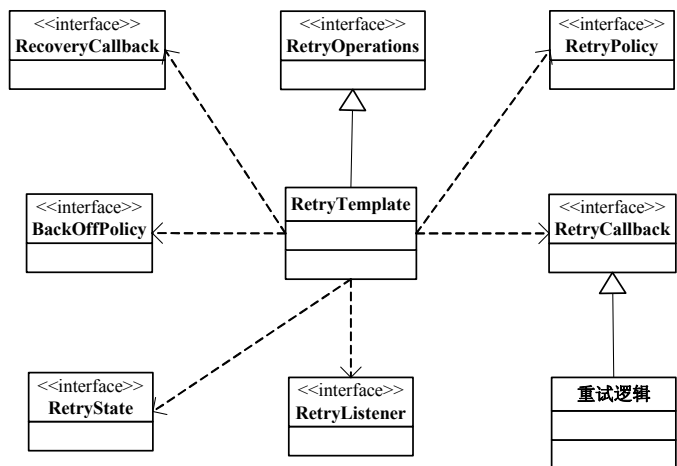 <<interface>>
RecoveryCallback
<<interface>>
RetryOperations
<<interface>>
RetryPolicy
<<interface>>
BackOffPolicy
RetryTemplate
<<interface>>
RetryCallback
<<interface>>
RetryState
<<interface>>
RetryListener
重试逻辑